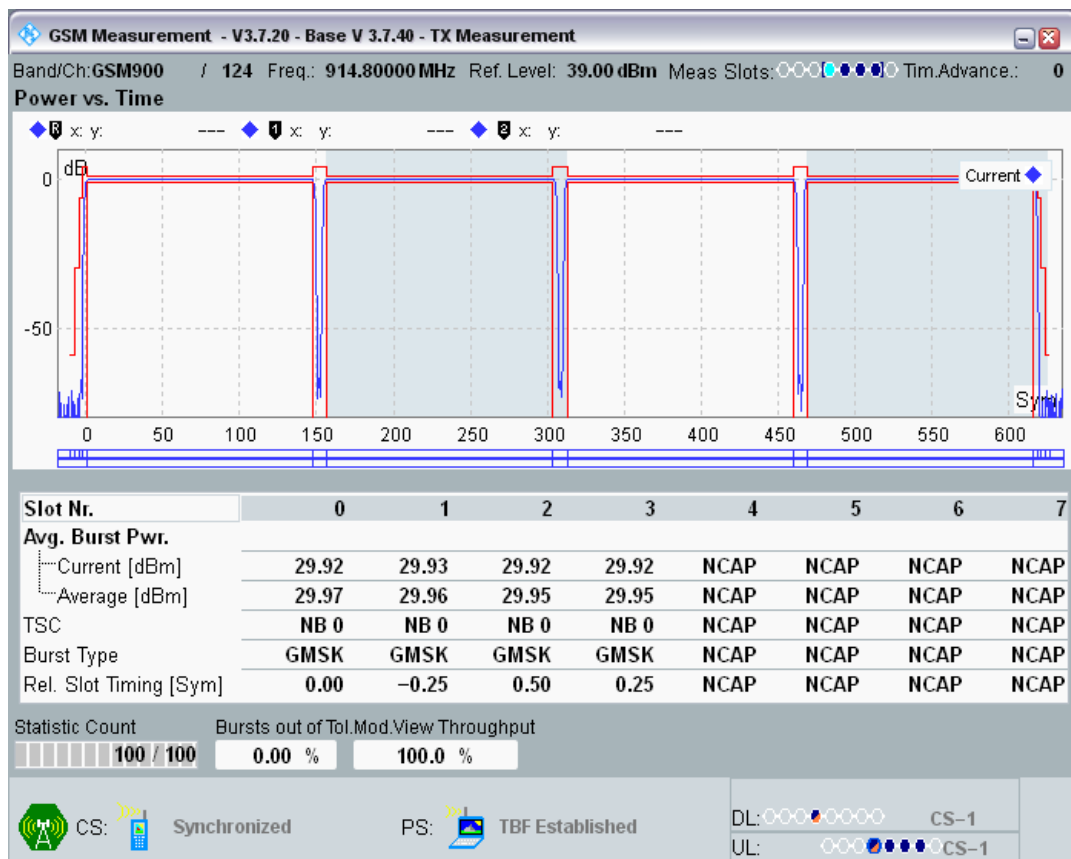 GSM Measurement - V3.7.20 - Base V 3.7.40 - TX Measurement
Band/Ch:GSM900 / 124 Freq.: 914.80000 MHz Ref. Level: 39.00 dBm Meas Slots: Tim.Advance.: 0
Power vs. Time
R x: y: --- 1 x: y: --- 2 x: y: ---
dB
Current
0
-50
Sym
0 50 100 150 200 250 300 350 400 450 500 550 600
Slot Nr. 0 1 2 3 4 5 6 7
Avg. Burst Pwr.
Current [dBm] 29.92 29.93 29.92 29.92 NCAP NCAP NCAP NCAP
Average [dBm] 29.97 29.96 29.95 29.95 NCAP NCAP NCAP NCAP
TSC NB 0 NB 0 NB 0 NB 0 NCAP NCAP NCAP NCAP
Burst Type GMSK GMSK GMSK GMSK NCAP NCAP NCAP NCAP
Rel. Slot Timing [Sym] 0.00 −0.25 0.50 0.25 NCAP NCAP NCAP NCAP
Statistic Count Bursts out of Tol.Mod.View Throughput
100 / 100 0.00 % 100.0 %
CS: Synchronized PS: TBF Established
DL: CS−1
UL: CS−1